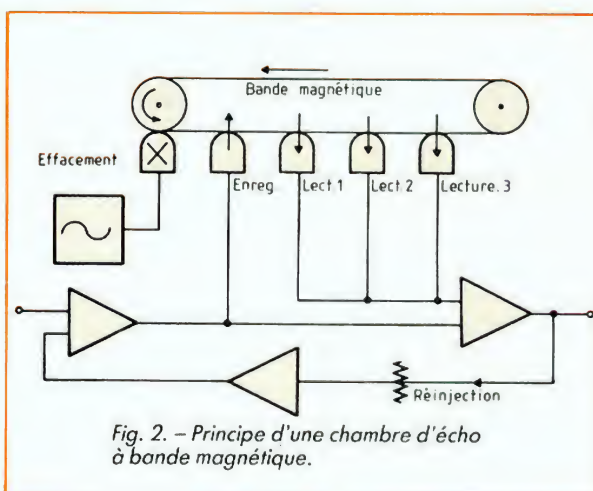 Bande magnétique
Effacement
Enreg.
Lect. 1
Lect. 2
Lecture. 3
Réinjection
Fig. 2. – Principe d'une chambre d'écho
à bande magnétique.